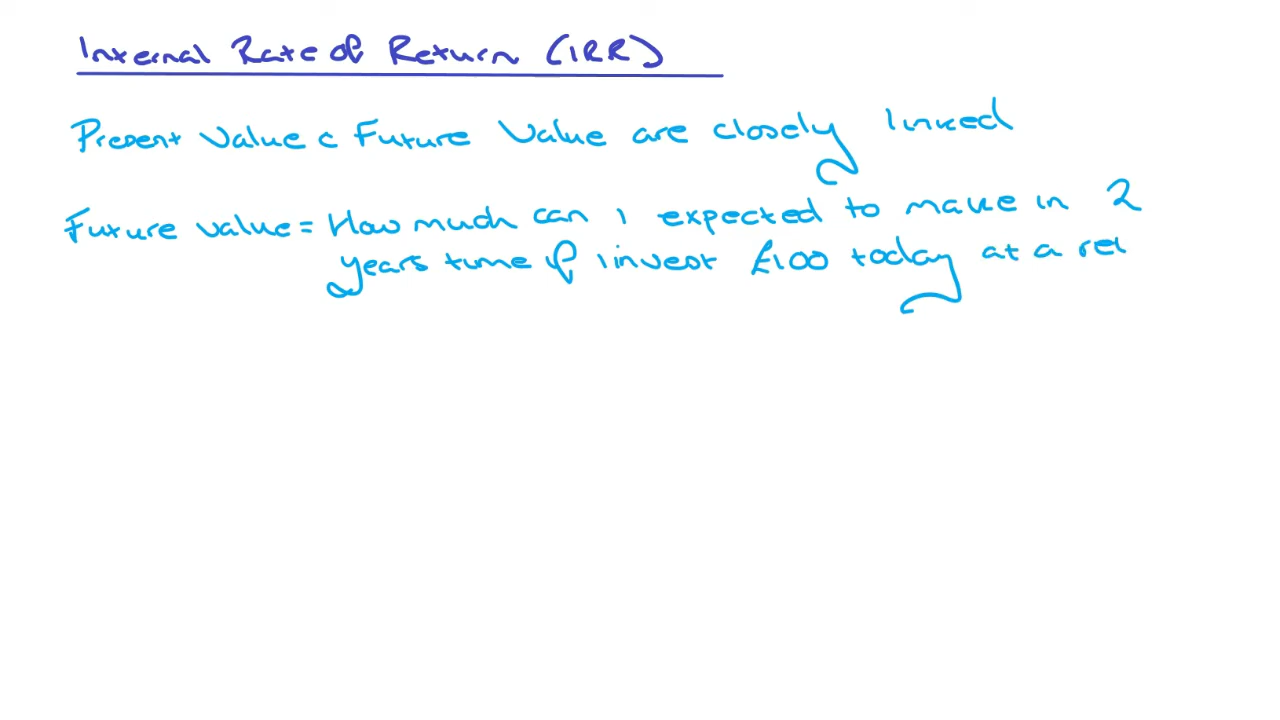 Internal Rate of Return (IRR)
Present Value & Future Value are closely linked
Future value = How much can i expected to make in 2
years time if i invest £100 today at a ret